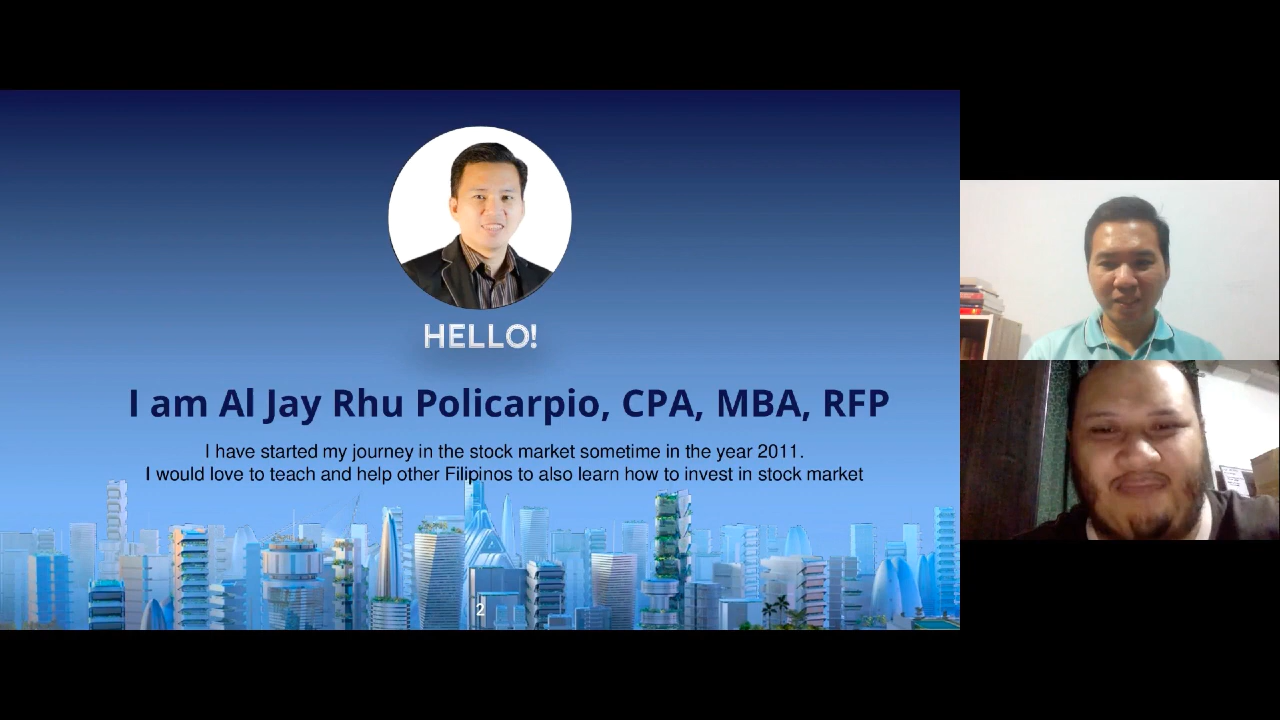 HELLO!
I am Al Jay Rhu Policarpio, CPA, MBA, RFP
I have started my journey in the stock market sometime in the year 2011.
I would love to teach and help other Filipinos to also learn how to invest in stock market
2